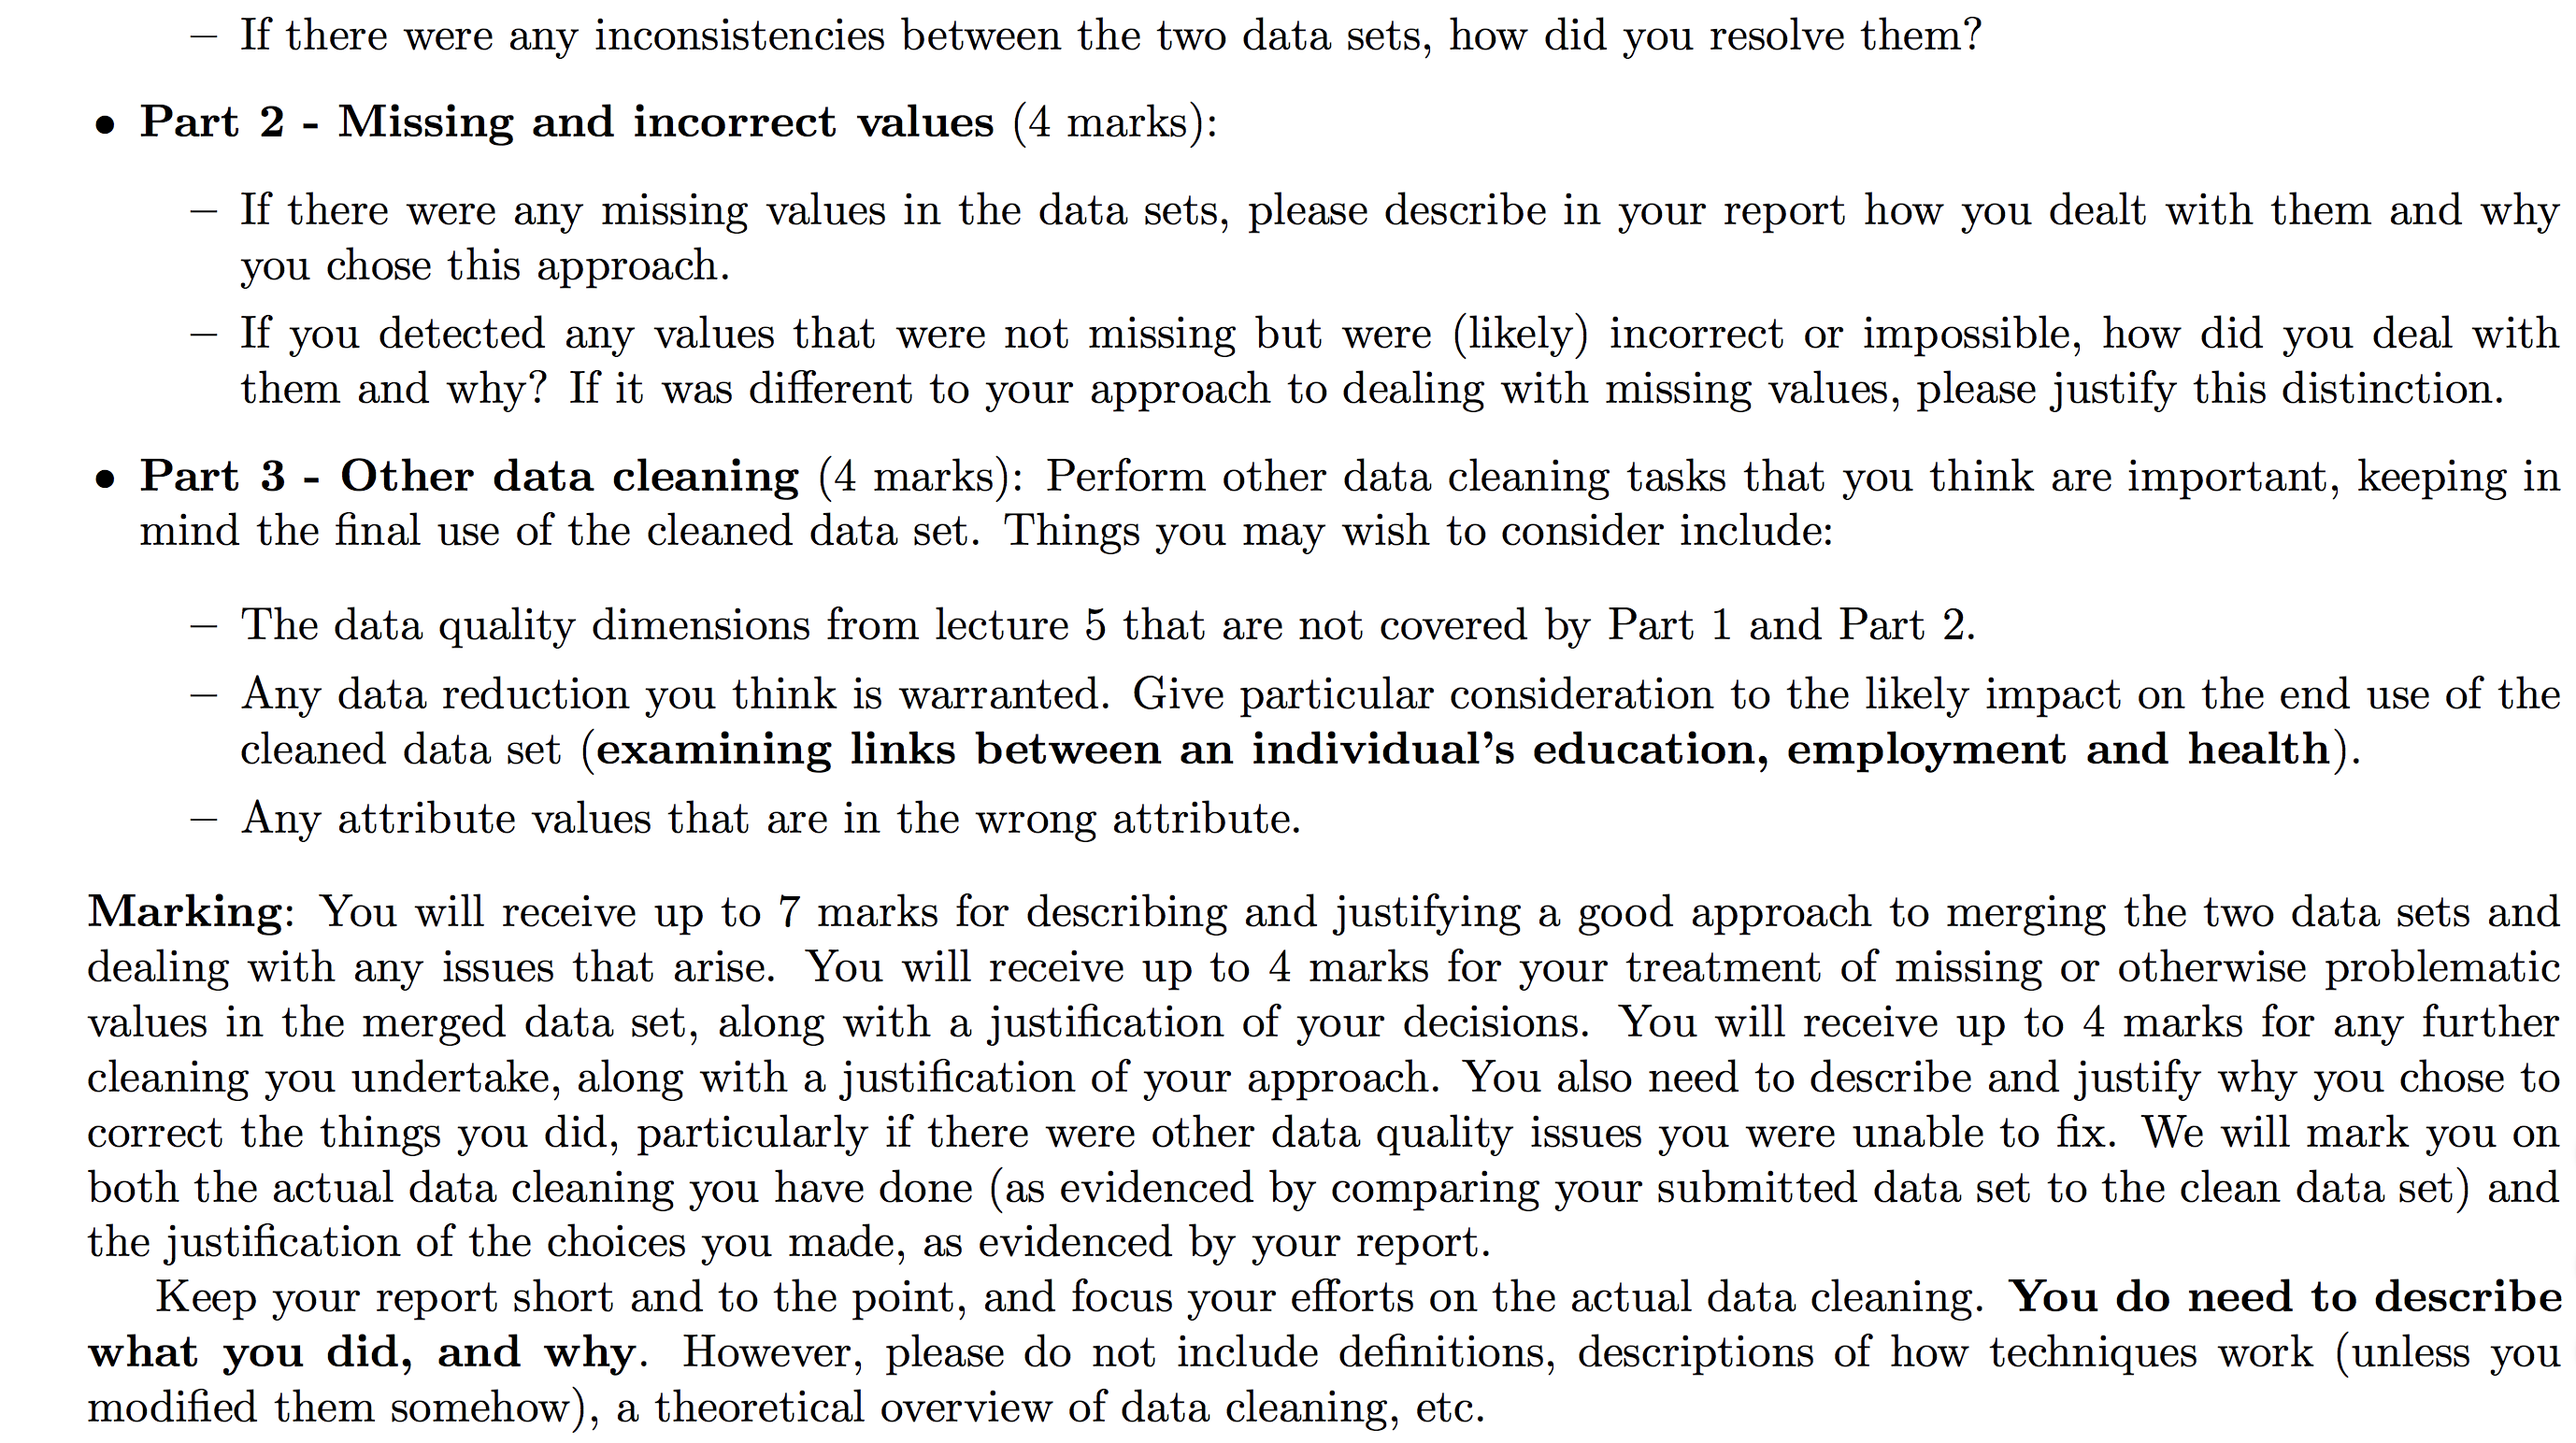 – If there were any inconsistencies between the two data sets, how did you resolve them?
• Part 2 - Missing and incorrect values (4 marks):
– If there were any missing values in the data sets, please describe in your report how you dealt with them and why
you chose this approach.
– If you detected any values that were not missing but were (likely) incorrect or impossible, how did you deal with
them and why? If it was different to your approach to dealing with missing values, please justify this distinction.
• Part 3 - Other data cleaning (4 marks): Perform other data cleaning tasks that you think are important, keeping in
mind the final use of the cleaned data set. Things you may wish to consider include:
– The data quality dimensions from lecture 5 that are not covered by Part 1 and Part 2.
– Any data reduction you think is warranted. Give particular consideration to the likely impact on the end use of the
cleaned data set (examining links between an individual's education, employment and health).
– Any attribute values that are in the wrong attribute.
Marking: You will receive up to 7 marks for describing and justifying a good approach to merging the two data sets and
dealing with any issues that arise. You will receive up to 4 marks for your treatment of missing or otherwise problematic
values in the merged data set, along with a justification of your decisions. You will receive up to 4 marks for any further
cleaning you undertake, along with a justification of your approach. You also need to describe and justify why you chose to
correct the things you did, particularly if there were other data quality issues you were unable to fix. We will mark you on
both the actual data cleaning you have done (as evidenced by comparing your submitted data set to the clean data set) and
the justification of the choices you made, as evidenced by your report.
Keep your report short and to the point, and focus your efforts on the actual data cleaning. You do need to describe
what you did, and why. However, please do not include definitions, descriptions of how techniques work (unless you
modified them somehow), a theoretical overview of data cleaning, etc.